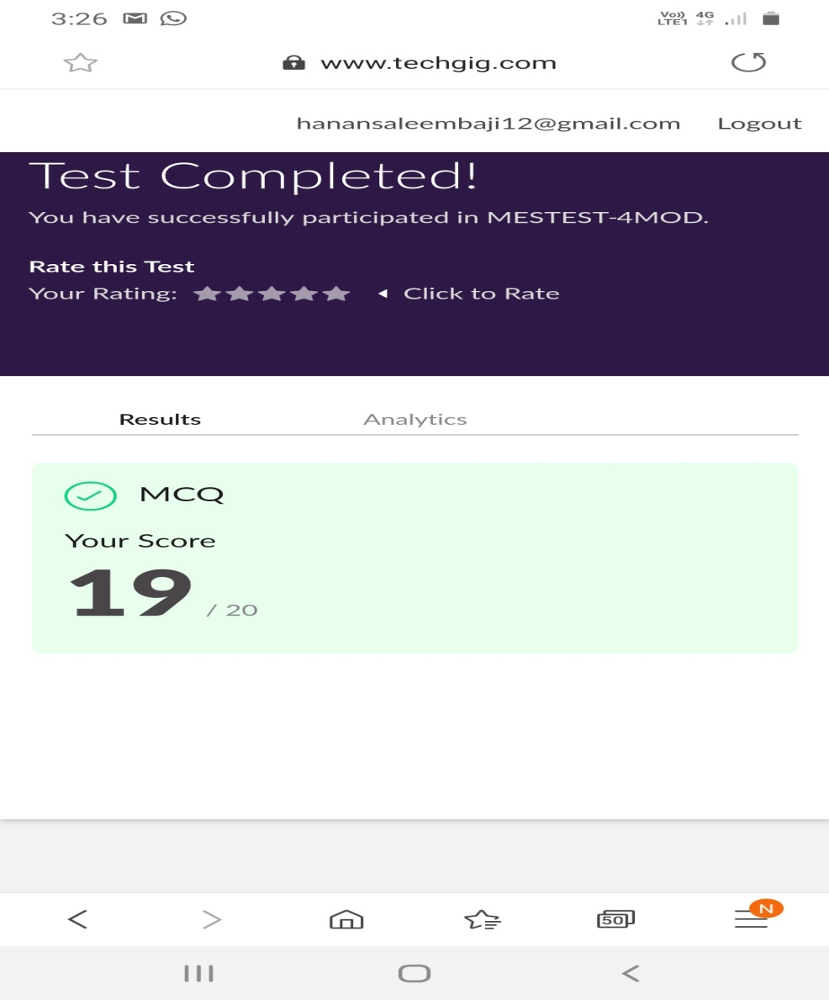 3:26 Vo)) LTE1 4G
www.techgig.com
hanansaleembaji12@gmail.com Logout
Test Completed!
You have successfully participated in MESTEST-4MOD.
Rate this Test
Your Rating: Click to Rate
Results Analytics
MCQ
Your Score
19 / 20
50 N